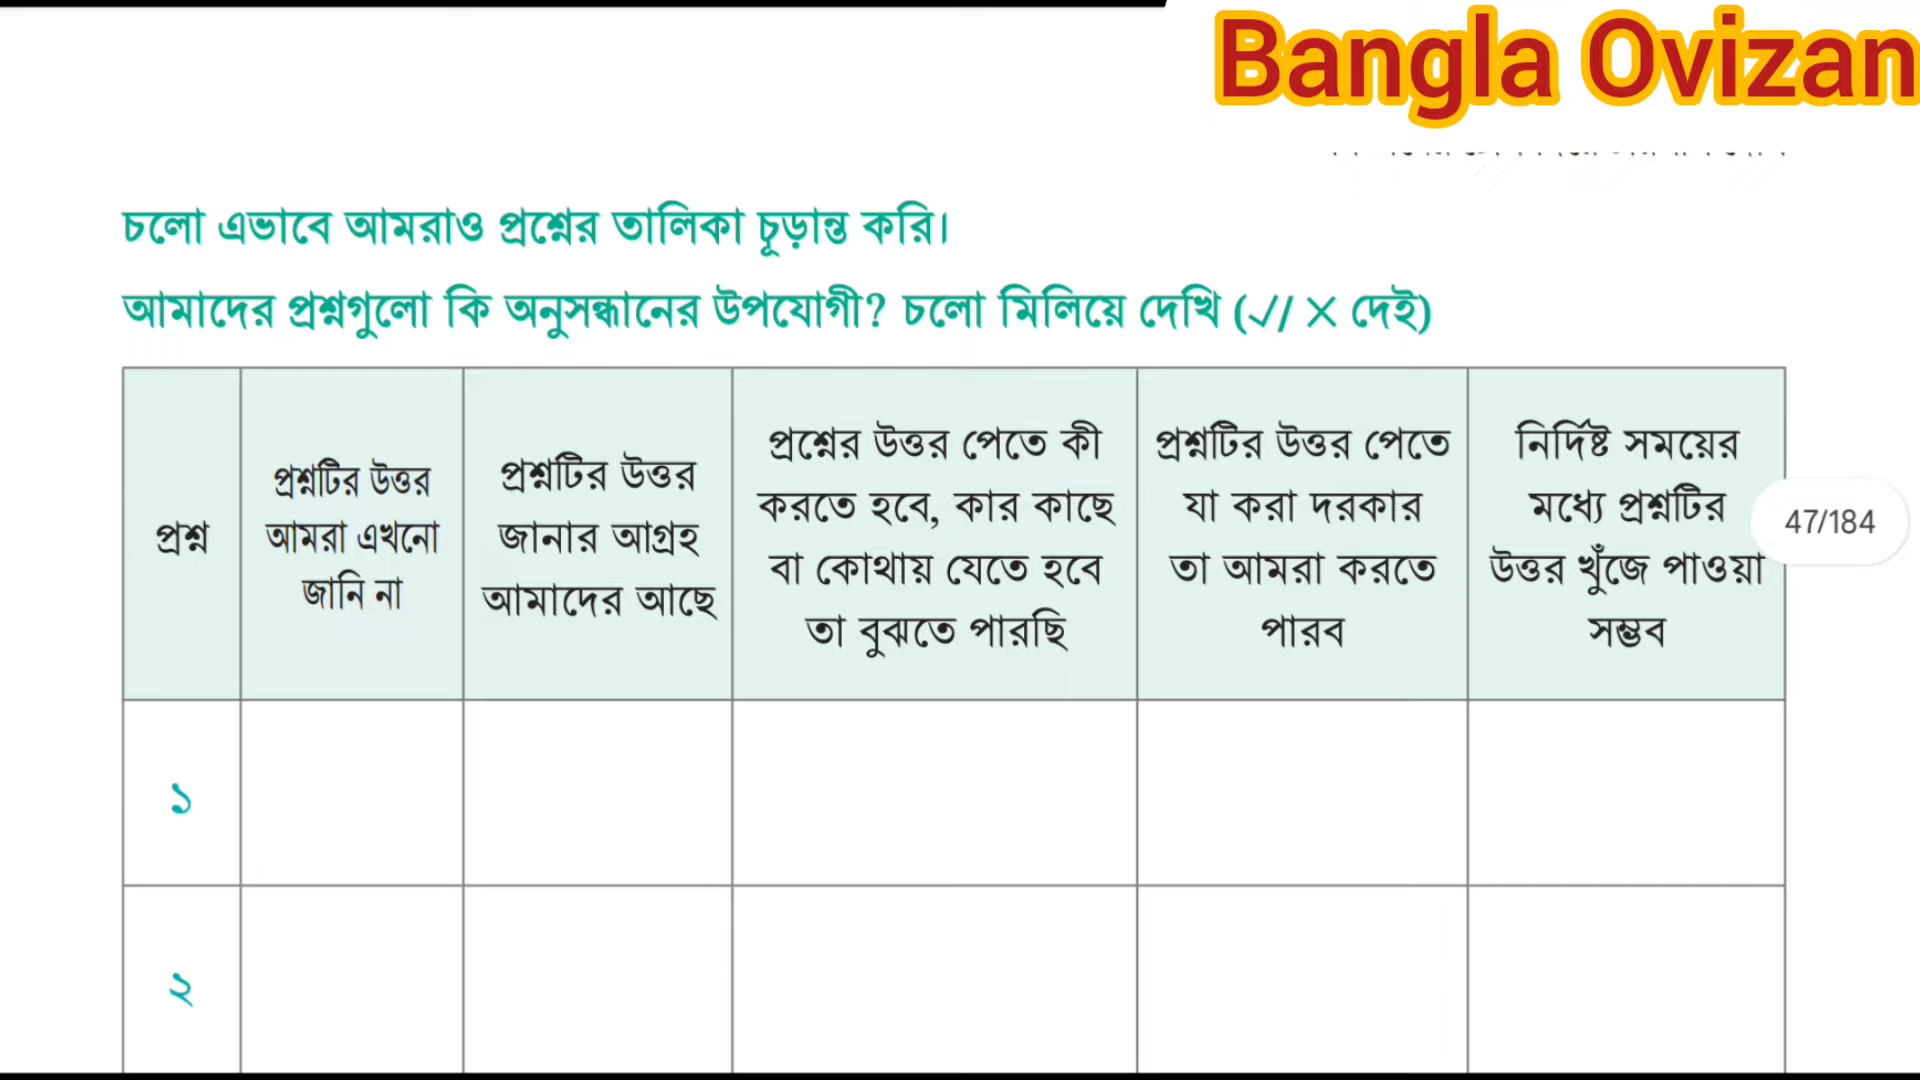 Bangla Ovizan
চলো এভাবে আমরাও প্রশ্নের তালিকা চূড়ান্ত করি।
আমাদের প্রশ্নগুলো কি অনুসন্ধানের উপযোগী? চলো মিলিয়ে দেখি (✓/ × দেই)
প্রশ্ন
প্রশ্নটির উত্তর
আমরা এখনো
জানি না
প্রশ্নটির উত্তর
জানার আগ্রহ
আমাদের আছে
প্রশ্নের উত্তর পেতে কী
করতে হবে, কার কাছে
বা কোথায় যেতে হবে
তা বুঝতে পারছি
প্রশ্নটির উত্তর পেতে
যা করা দরকার
তা আমরা করতে
পারব
নির্দিষ্ট সময়ের
মধ্যে প্রশ্নটির
উত্তর খুঁজে পাওয়া
সম্ভব
47/184
১
২